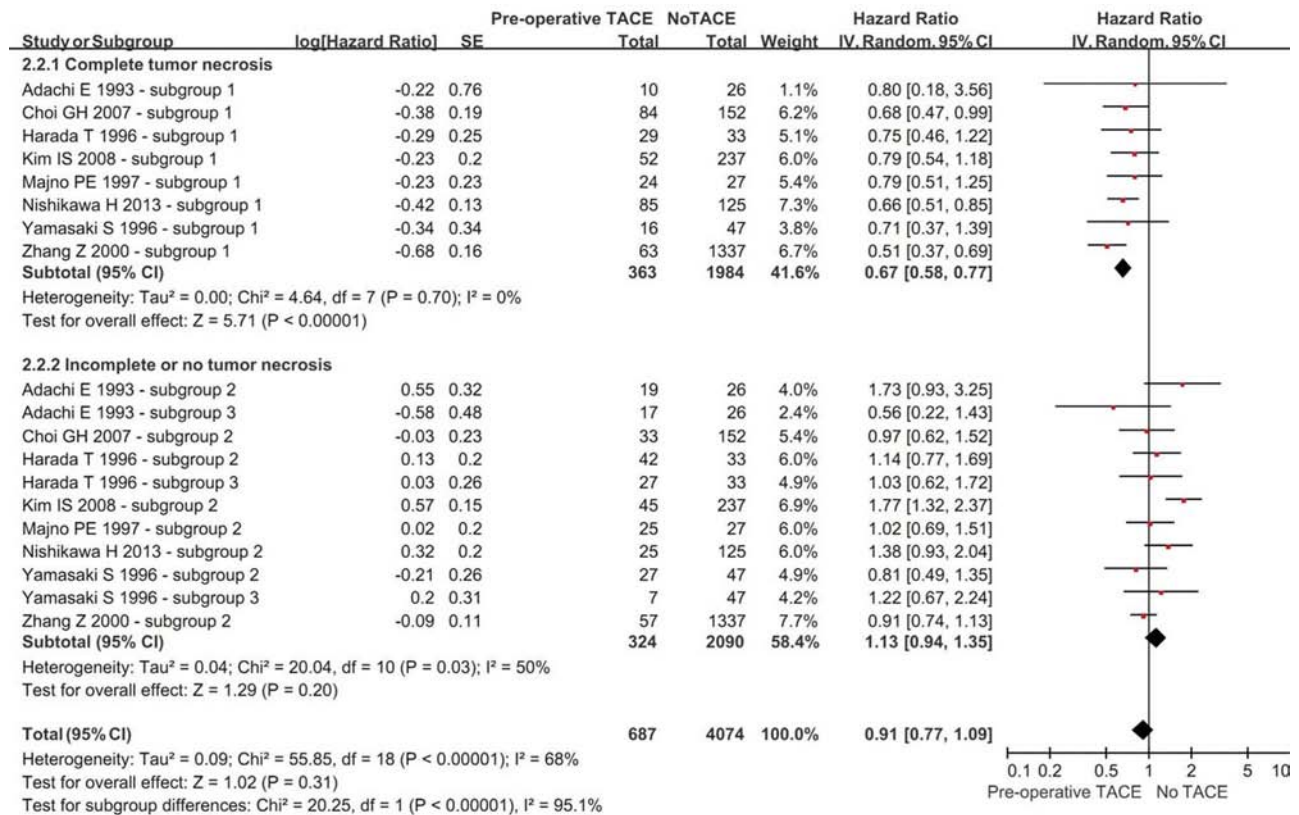 Pre-operative TACE NoTACE Hazard Ratio Hazard Ratio
Study or Subgroup log[Hazard Ratio] SE Total Total Weight IV. Random. 95% CI IV. Random. 95% CI
2.2.1 Complete tumor necrosis
Adachi E 1993 - subgroup 1 -0.22 0.76 10 26 1.1% 0.80 [0.18, 3.56]
Choi GH 2007 - subgroup 1 -0.38 0.19 84 152 6.2% 0.68 [0.47, 0.99]
Harada T 1996 - subgroup 1 -0.29 0.25 29 33 5.1% 0.75 [0.46, 1.22]
Kim IS 2008 - subgroup 1 -0.23 0.2 52 237 6.0% 0.79 [0.54, 1.18]
Majno PE 1997 - subgroup 1 -0.23 0.23 24 27 5.4% 0.79 [0.51, 1.25]
Nishikawa H 2013 - subgroup 1 -0.42 0.13 85 125 7.3% 0.66 [0.51, 0.85]
Yamasaki S 1996 - subgroup 1 -0.34 0.34 16 47 3.8% 0.71 [0.37, 1.39]
Zhang Z 2000 - subgroup 1 -0.68 0.16 63 1337 6.7% 0.51 [0.37, 0.69]
Subtotal (95% CI) 363 1984 41.6% 0.67 [0.58, 0.77]
Heterogeneity: Tau² = 0.00; Chi² = 4.64, df = 7 (P = 0.70); I² = 0%
Test for overall effect: Z = 5.71 (P < 0.00001)
2.2.2 Incomplete or no tumor necrosis
Adachi E 1993 - subgroup 2 0.55 0.32 19 26 4.0% 1.73 [0.93, 3.25]
Adachi E 1993 - subgroup 3 -0.58 0.48 17 26 2.4% 0.56 [0.22, 1.43]
Choi GH 2007 - subgroup 2 -0.03 0.23 33 152 5.4% 0.97 [0.62, 1.52]
Harada T 1996 - subgroup 2 0.13 0.2 42 33 6.0% 1.14 [0.77, 1.69]
Harada T 1996 - subgroup 3 0.03 0.26 27 33 4.9% 1.03 [0.62, 1.72]
Kim IS 2008 - subgroup 2 0.57 0.15 45 237 6.9% 1.77 [1.32, 2.37]
Majno PE 1997 - subgroup 2 0.02 0.2 25 27 6.0% 1.02 [0.69, 1.51]
Nishikawa H 2013 - subgroup 2 0.32 0.2 25 125 6.0% 1.38 [0.93, 2.04]
Yamasaki S 1996 - subgroup 2 -0.21 0.26 27 47 4.9% 0.81 [0.49, 1.35]
Yamasaki S 1996 - subgroup 3 0.2 0.31 7 47 4.2% 1.22 [0.67, 2.24]
Zhang Z 2000 - subgroup 2 -0.09 0.11 57 1337 7.7% 0.91 [0.74, 1.13]
Subtotal (95% CI) 324 2090 58.4% 1.13 [0.94, 1.35]
Heterogeneity: Tau² = 0.04; Chi² = 20.04, df = 10 (P = 0.03); I² = 50%
Test for overall effect: Z = 1.29 (P = 0.20)
Total (95% CI) 687 4074 100.0% 0.91 [0.77, 1.09]
Heterogeneity: Tau² = 0.09; Chi² = 55.85, df = 18 (P < 0.00001); I² = 68%
Test for overall effect: Z = 1.02 (P = 0.31)
Test for subgroup differences: Chi² = 20.25, df = 1 (P < 0.00001), I² = 95.1%
0.1 0.2 0.5 1 2 5 10
Pre-operative TACE No TACE